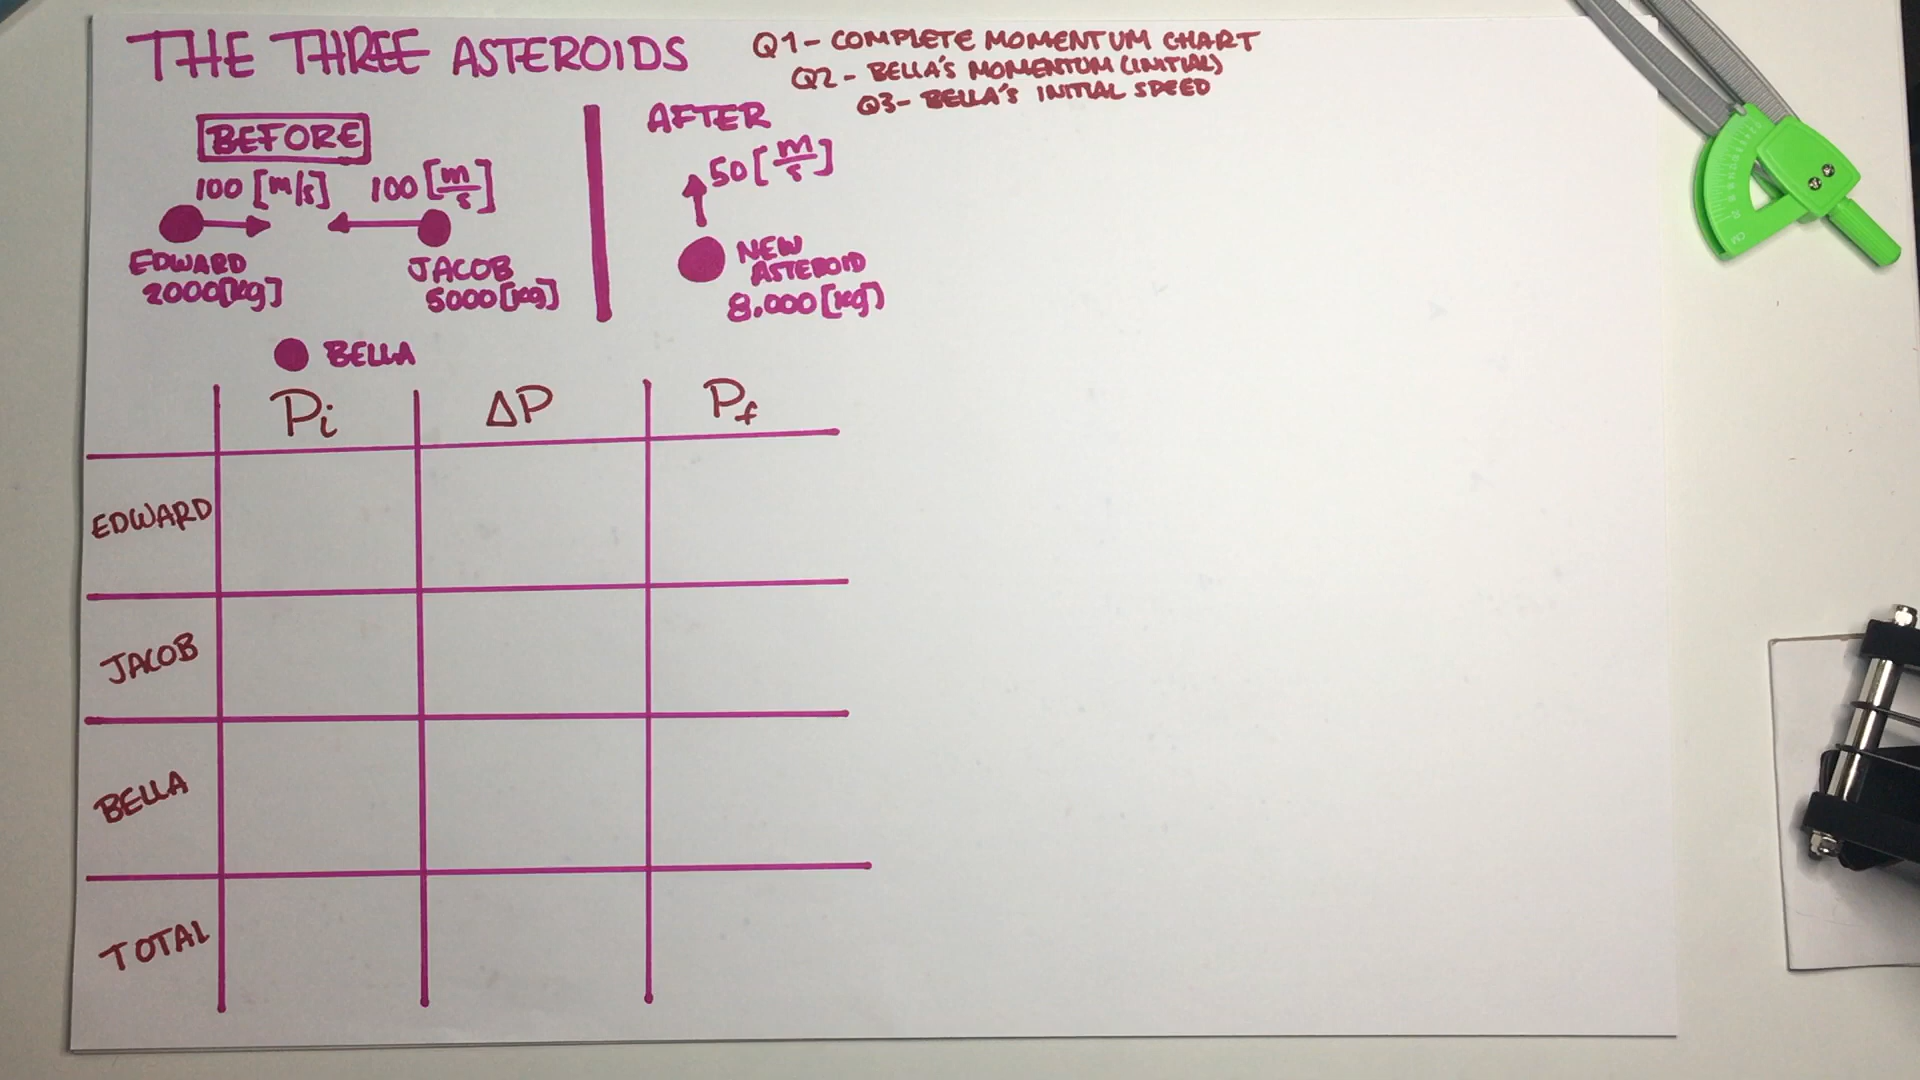 THE THREE ASTEROIDS
Q1- COMPLETE MOMENTUM CHART
Q2- BELLA'S MOMENTUM (INITIAL)
Q3- BELLA'S INITIAL SPEED
BEFORE
100 [m/s]
100 [m/s]
EDWARD
2000[kg]
JACOB
5000[kg]
BELLA
AFTER
50 [m/s]
NEW
ASTEROID
8.000[kg]
Pi
ΔP
Pf
EDWARD
JACOB
BELLA
TOTAL